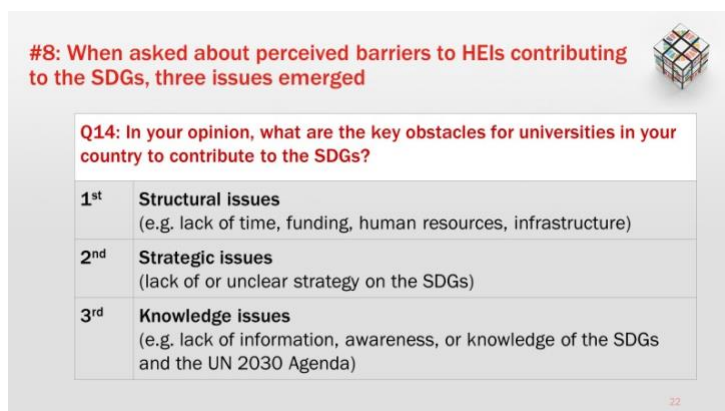 #8: When asked about perceived barriers to HEIs contributing
to the SDGs, three issues emerged
Q14: In your opinion, what are the key obstacles for universities in your
country to contribute to the SDGs?
1st Structural issues
(e.g. lack of time, funding, human resources, infrastructure)
2nd Strategic issues
(lack of or unclear strategy on the SDGs)
3rd Knowledge issues
(e.g. lack of information, awareness, or knowledge of the SDGs
and the UN 2030 Agenda)
22